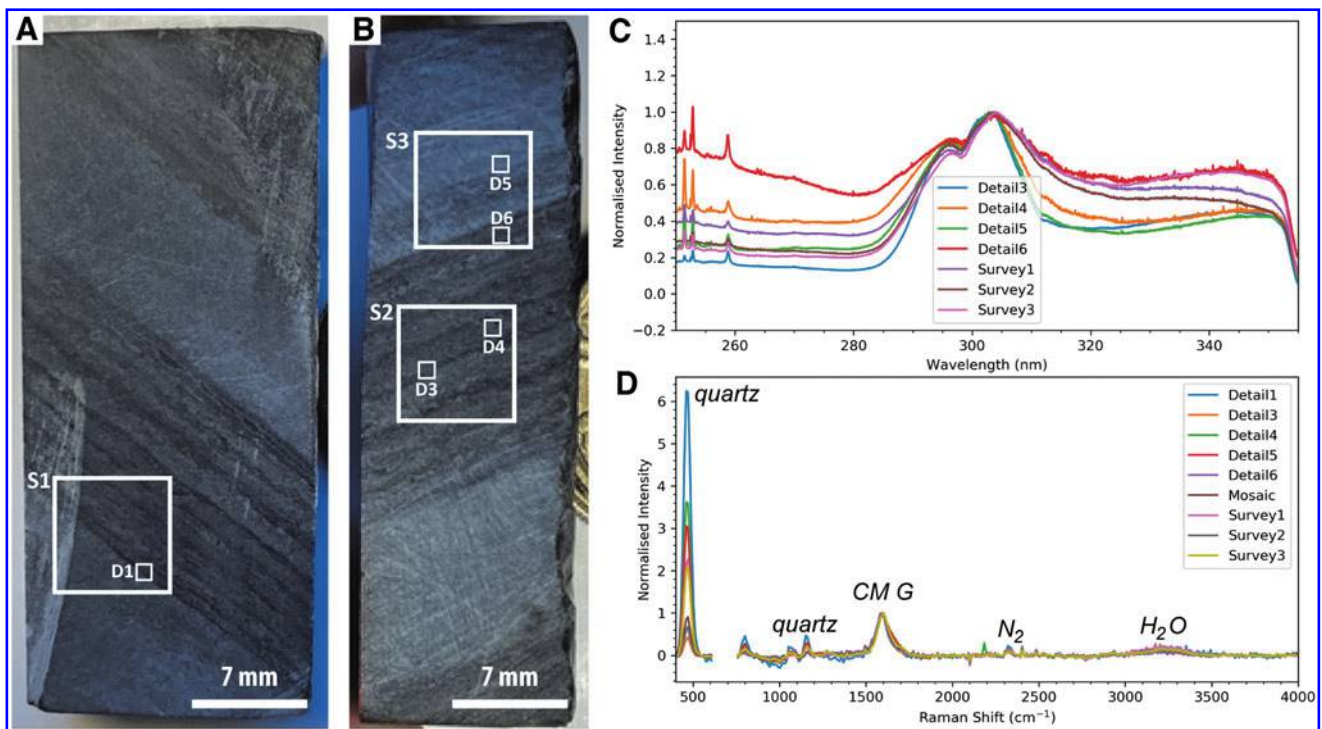 A
S1
D1
7 mm
B
S3
D5
D6
S2
D4
D3
7 mm
C
1.4
1.2
1.0
0.8
0.6
0.4
0.2
0.0
−0.2
Normalised Intensity
Detail3
Detail4
Detail5
Detail6
Survey1
Survey2
Survey3
260 280 300 320 340
Wavelength (nm)
D
6
5
4
3
2
1
0
Normalised Intensity
quartz
quartz
CM G
N2
H2O
Detail1
Detail3
Detail4
Detail5
Detail6
Mosaic
Survey1
Survey2
Survey3
500 1000 1500 2000 2500 3000 3500 4000
Raman Shift (cm⁻¹)